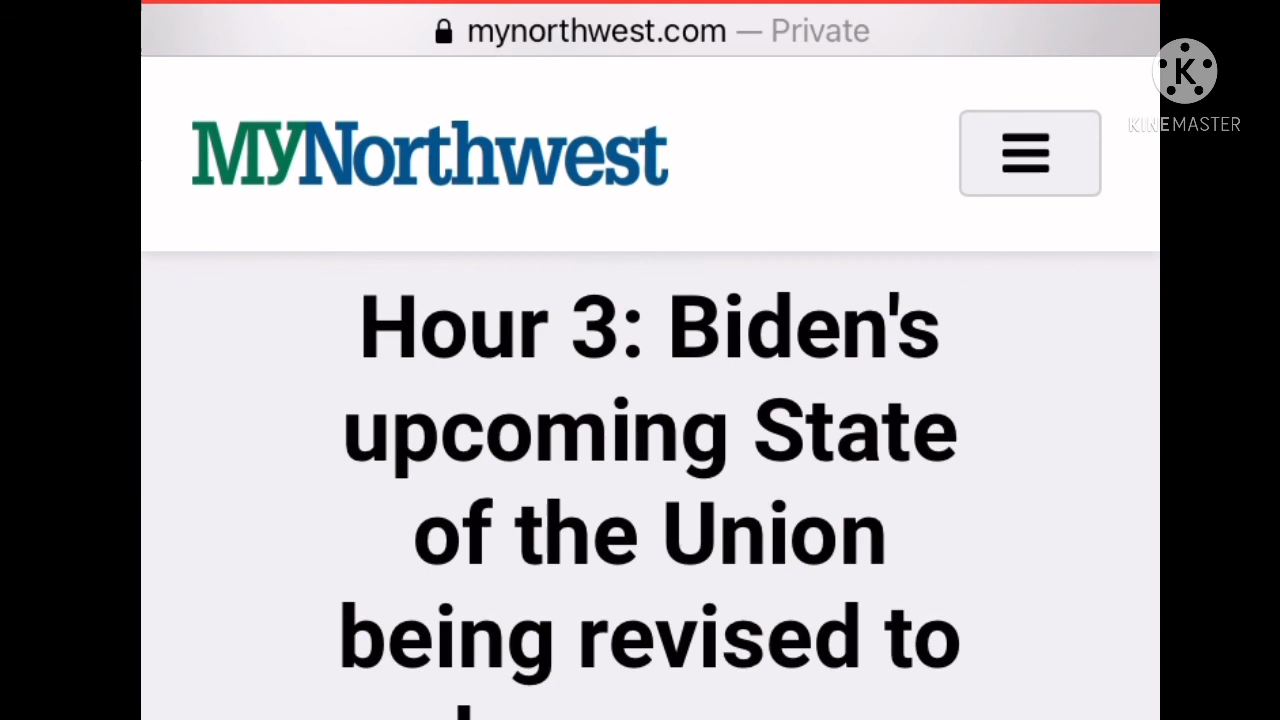 mynorthwest.com — Private
K
KINEMASTER
MyNorthwest
Hour 3: Biden's
upcoming State
of the Union
being revised to